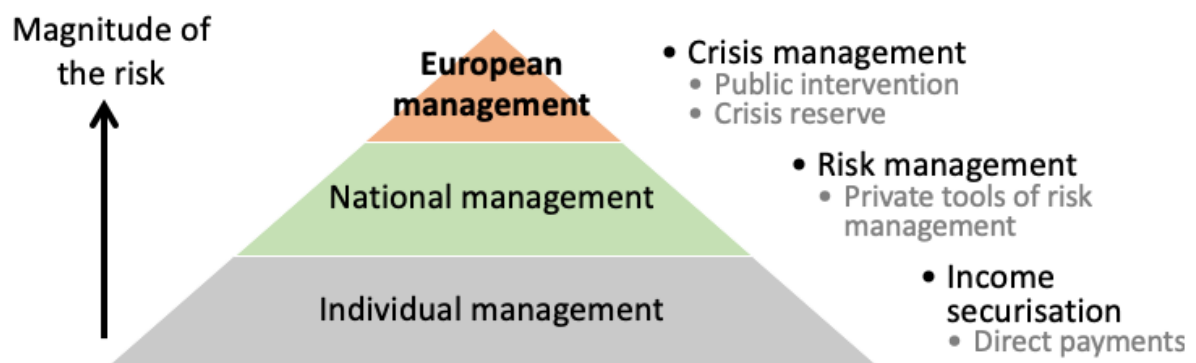 Magnitude of
the risk
European
management
National management
Individual management
• Crisis management
• Public intervention
• Crisis reserve
• Risk management
• Private tools of risk
management
• Income
securisation
• Direct payments